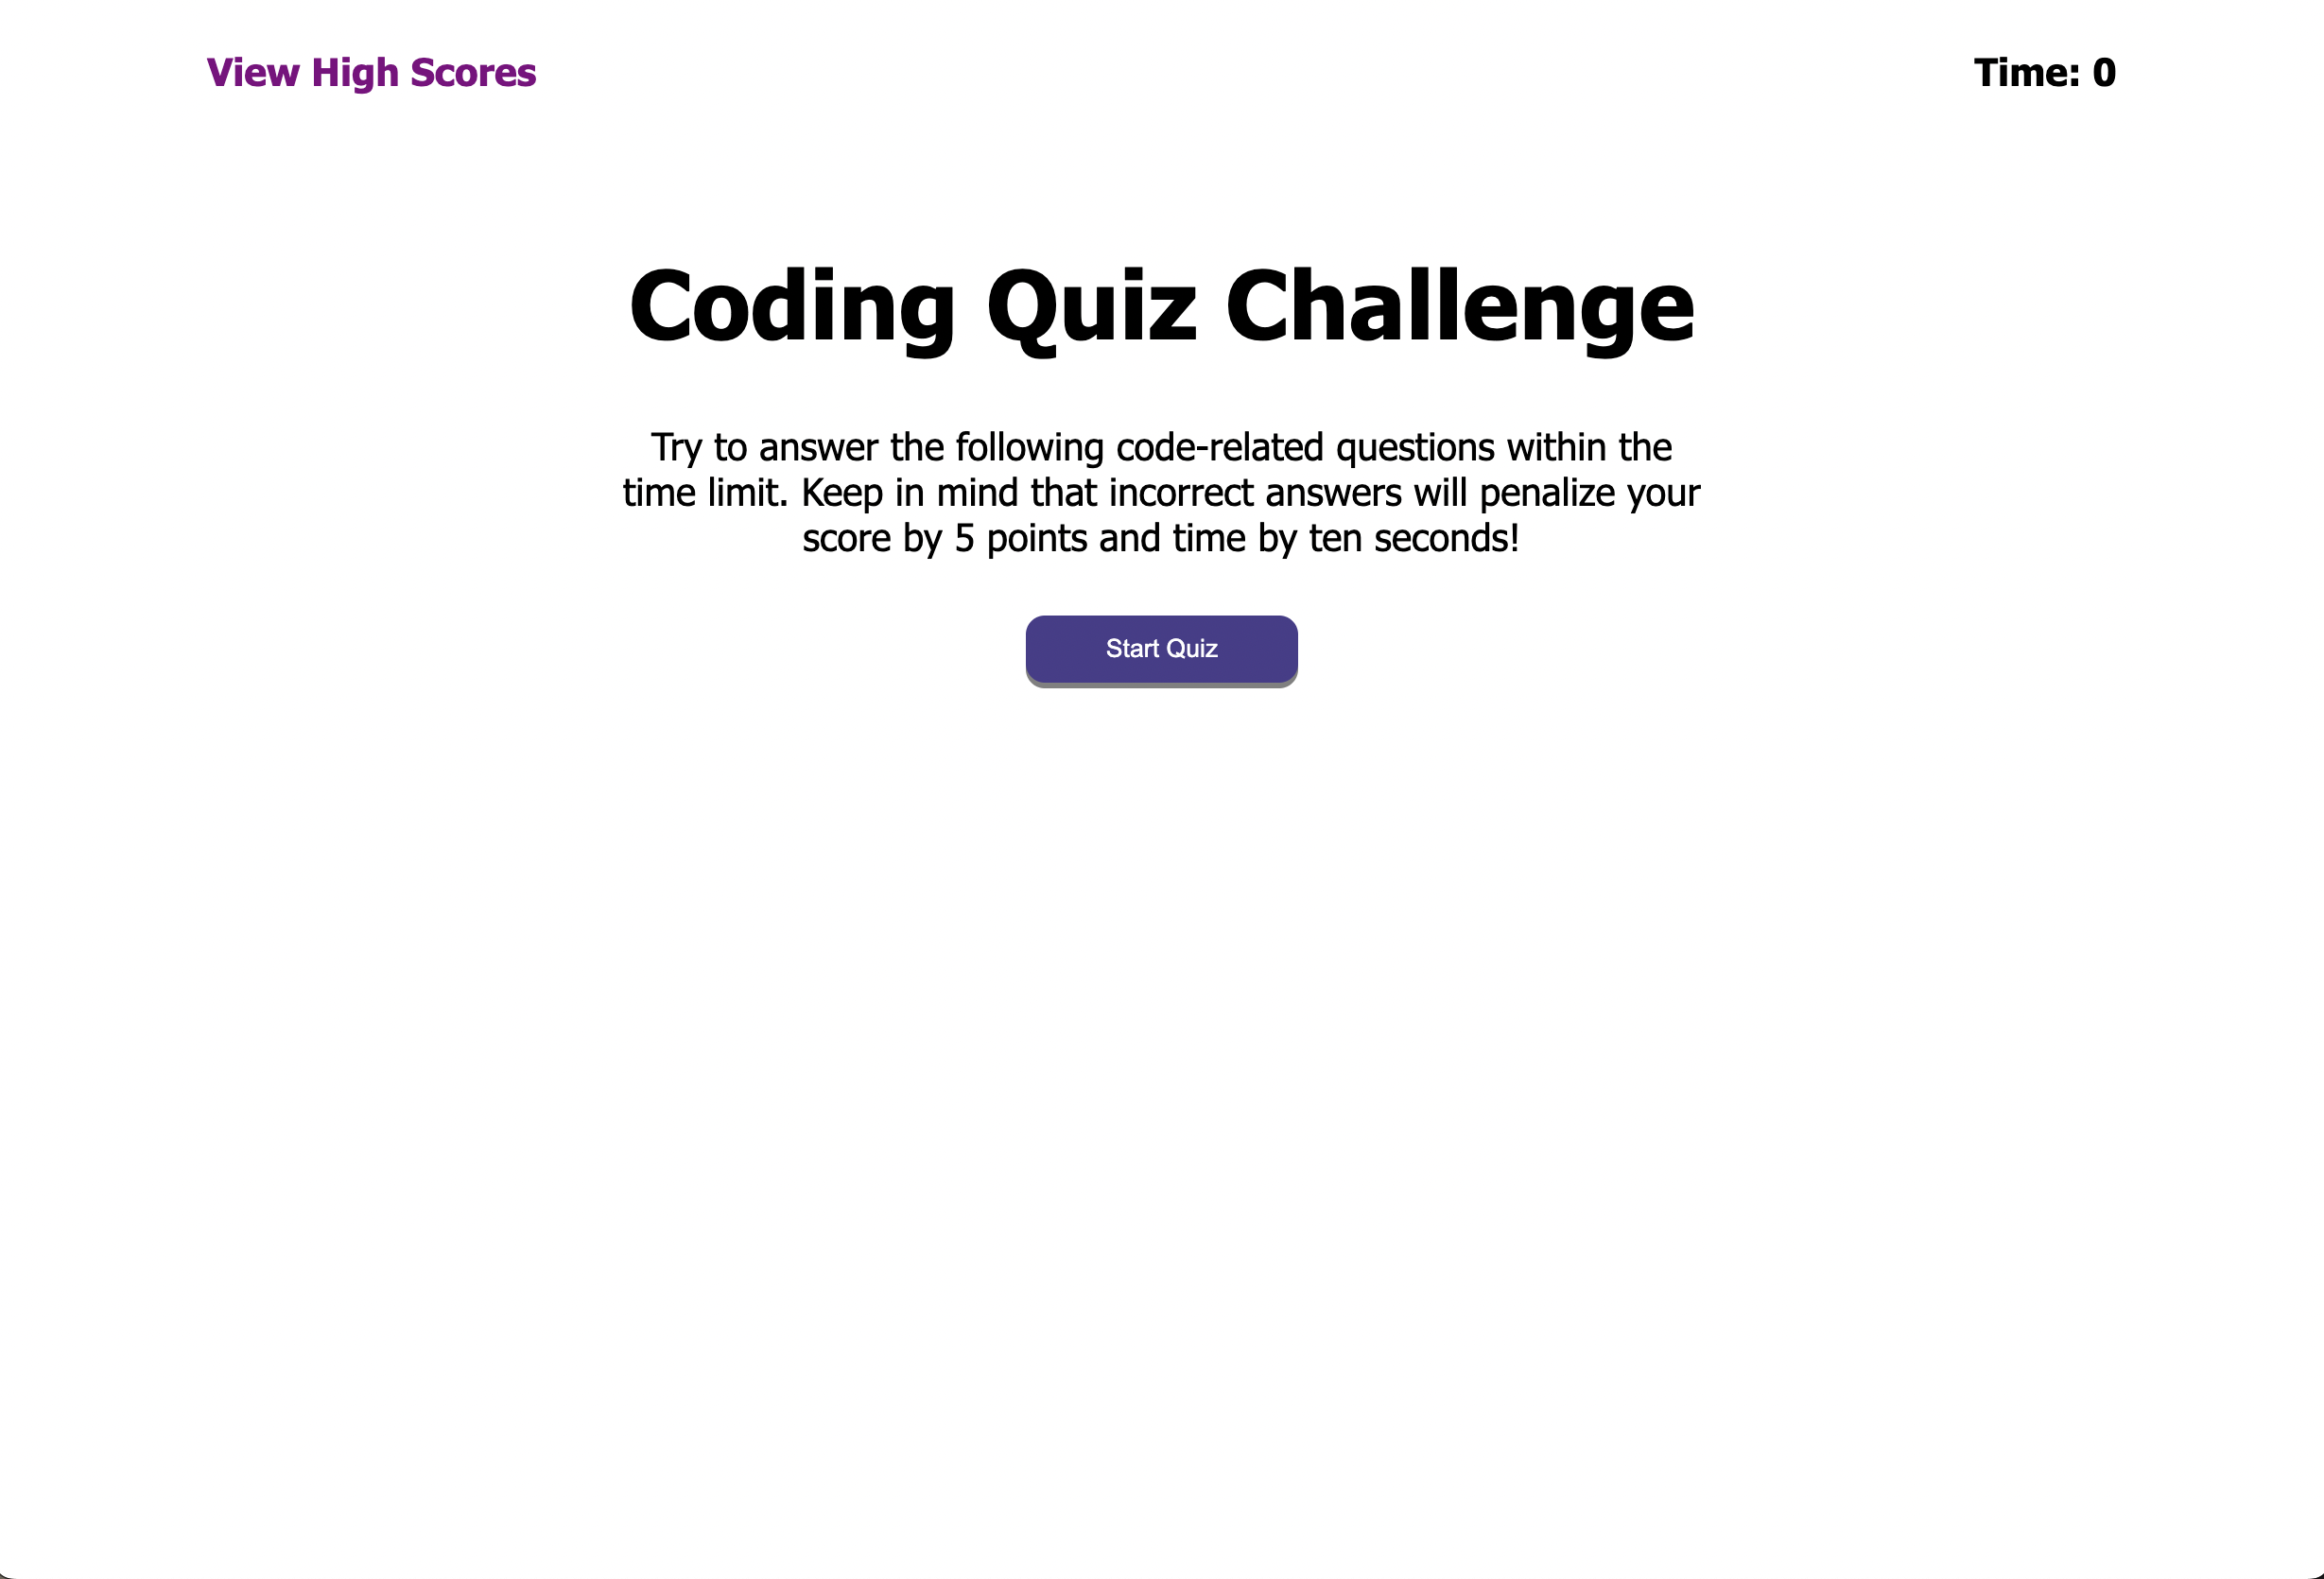 View High Scores
Time: 0
Coding Quiz Challenge
Try to answer the following code-related questions within the
time limit. Keep in mind that incorrect answers will penalize your
score by 5 points and time by ten seconds!
Start Quiz